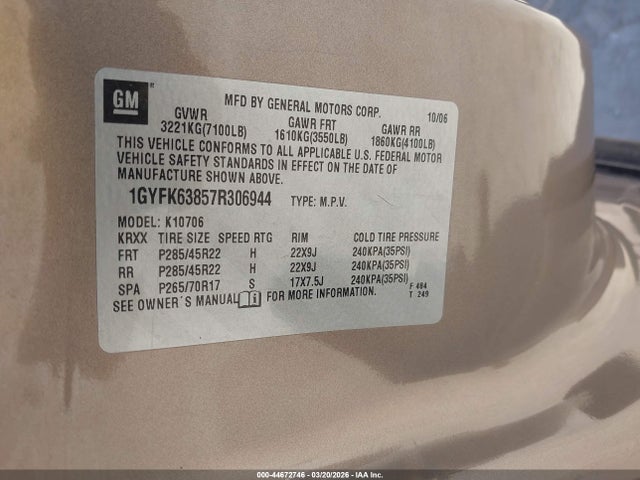 GM
MFD BY GENERAL MOTORS CORP. 10/06
GVWR GAWR FRT GAWR RR
3221KG(7100LB) 1610KG(3550LB) 1860KG(4100LB)
THIS VEHICLE CONFORMS TO ALL APPLICABLE U.S. FEDERAL MOTOR
VEHICLE SAFETY STANDARDS IN EFFECT ON THE DATE OF
MANUFACTURE SHOWN ABOVE.
1GYFK63857R306944 TYPE: M.P.V.
MODEL: K10706
KRXX TIRE SIZE SPEED RTG RIM COLD TIRE PRESSURE
FRT P285/45R22 H 22X9J 240KPA(35PSI)
RR P285/45R22 H 22X9J 240KPA(35PSI)
SPA P265/70R17 S 17X7.5J 240KPA(35PSI)
SEE OWNER´S MANUAL FOR MORE INFORMATION.
F 484
T 249
000-44672746 - 03/20/2026 - IAA Inc.